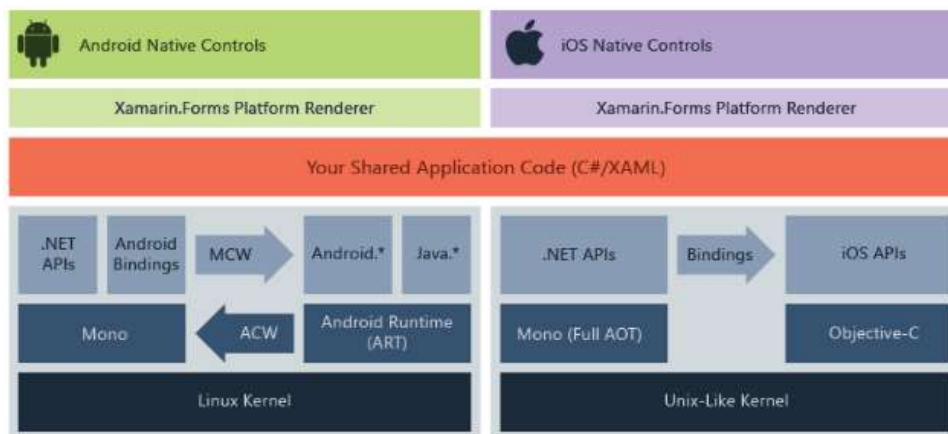 Android Native Controls
iOS Native Controls
Xamarin.Forms Platform Renderer
Xamarin.Forms Platform Renderer
Your Shared Application Code (C#/XAML)
.NET
APIs
Android
Bindings
MCW
Android.*
Java.*
.NET APIs
Bindings
iOS APIs
Mono
ACW
Android Runtime
(ART)
Mono (Full AOT)
Objective-C
Linux Kernel
Unix-Like Kernel